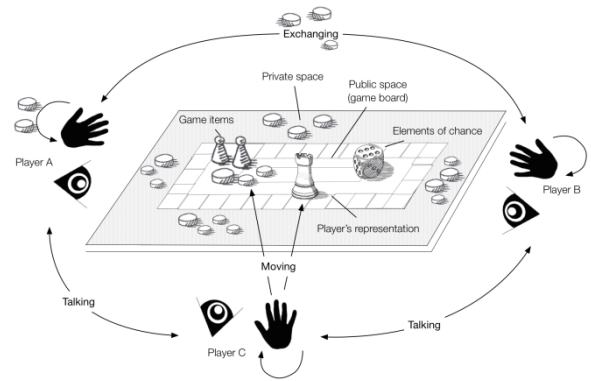 Exchanging
Private space
Public space
(game board)
Game items
Elements of chance
Player A
Player B
Player's representation
Moving
Talking
Talking
Player C